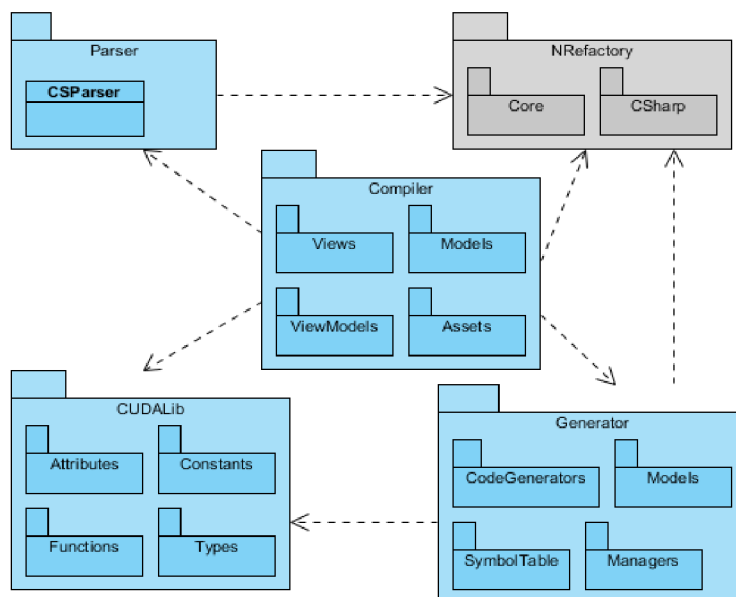 Parser
CSParser
NRefactory
Core
CSharp
Compiler
Views
Models
ViewModels
Assets
CUDALib
Attributes
Constants
Functions
Types
Generator
CodeGenerators
Models
SymbolTable
Managers